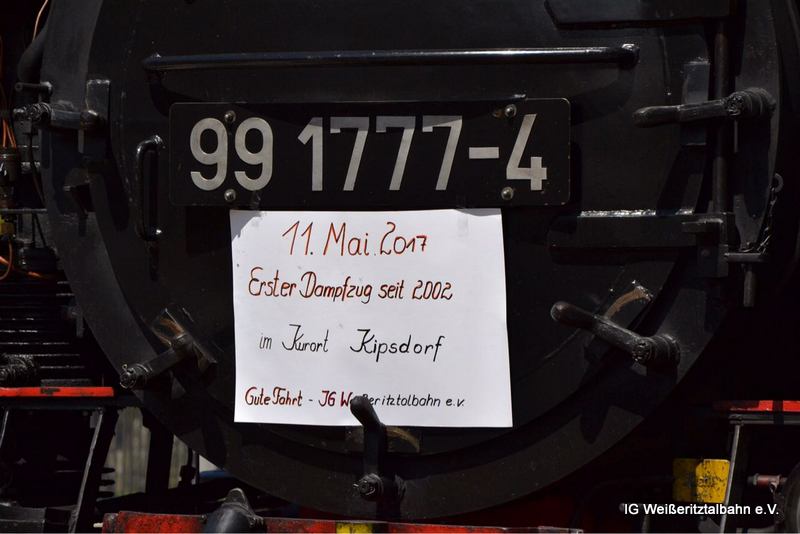 99 1777-4
11. Mai 2017
Erster Dampfzug seit 2002
im Kurort Kipsdorf
Gute Fahrt - IG Weißeritztalbahn e.V.
IG Weißeritztalbahn e.V.